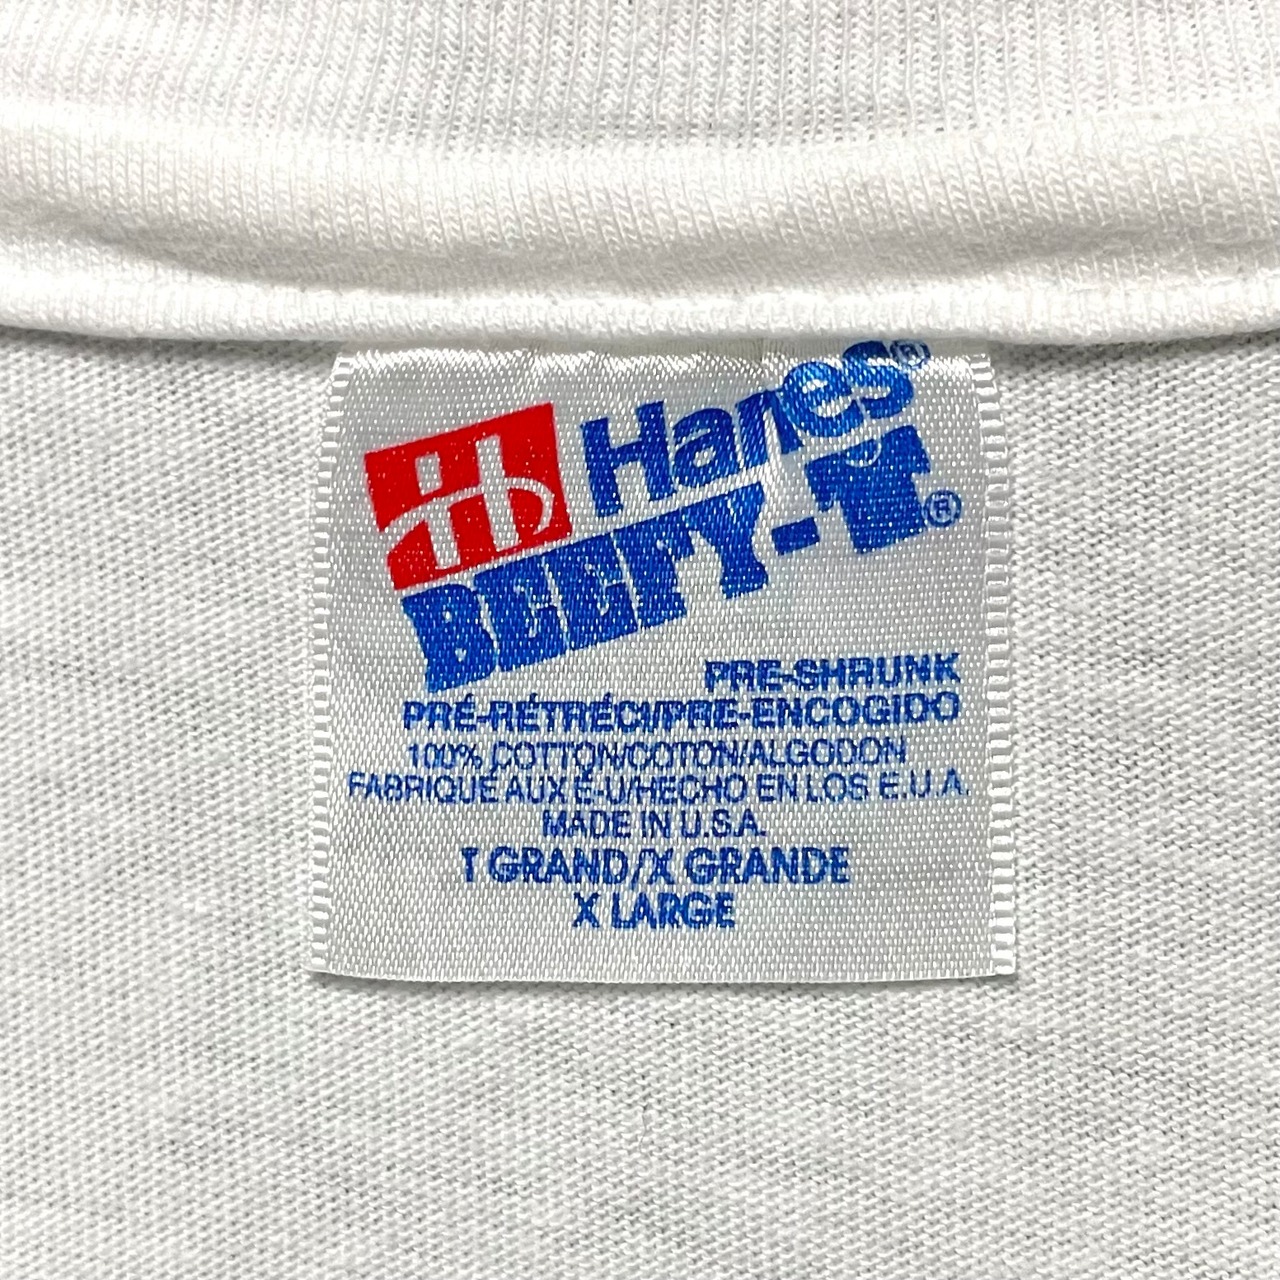 Hanes®
BEEFY-T®
PRE-SHRUNK
PRÉ-RÉTRÉCI/PRE-ENCOGIDO
100% COTTON/COTON/ALGODON
FABRIQUÉ AUX É-U/HECHO EN LOS E.U.A.
MADE IN U.S.A.
T GRAND/X GRANDE
X LARGE